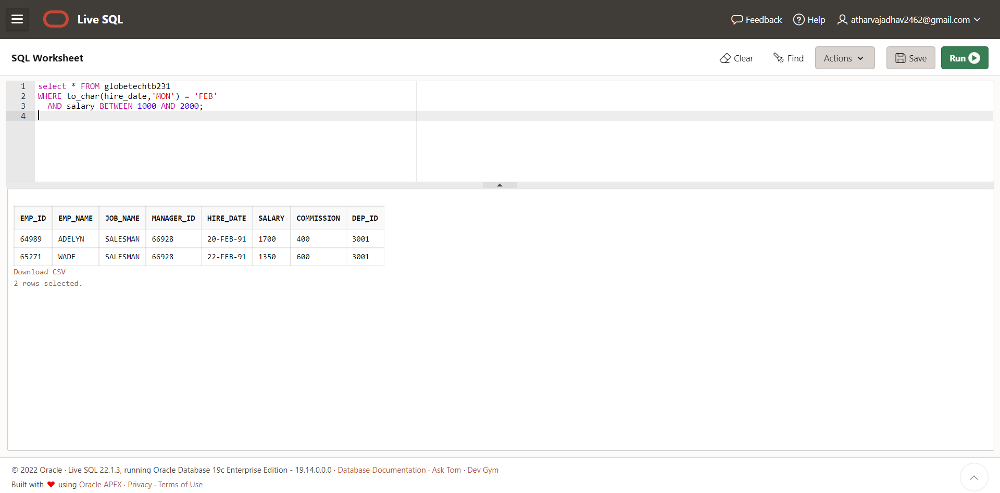 Live SQL
Feedback
Help
atharvajadhav2462@gmail.com
SQL Worksheet
Clear
Find
Actions
Save
Run
1 select * FROM globetechtb231
2 WHERE to_char(hire_date,'MON') = 'FEB'
3 AND salary BETWEEN 1000 AND 2000;
4
EMP_ID EMP_NAME JOB_NAME MANAGER_ID HIRE_DATE SALARY COMMISSION DEP_ID
64989 ADELYN SALESMAN 66928 20-FEB-91 1700 400 3001
65271 WADE SALESMAN 66928 22-FEB-91 1350 600 3001
Download CSV
2 rows selected.
© 2022 Oracle · Live SQL 22.1.3, running Oracle Database 19c Enterprise Edition - 19.14.0.0.0 · Database Documentation · Ask Tom · Dev Gym
Built with ❤ using Oracle APEX · Privacy · Terms of Use